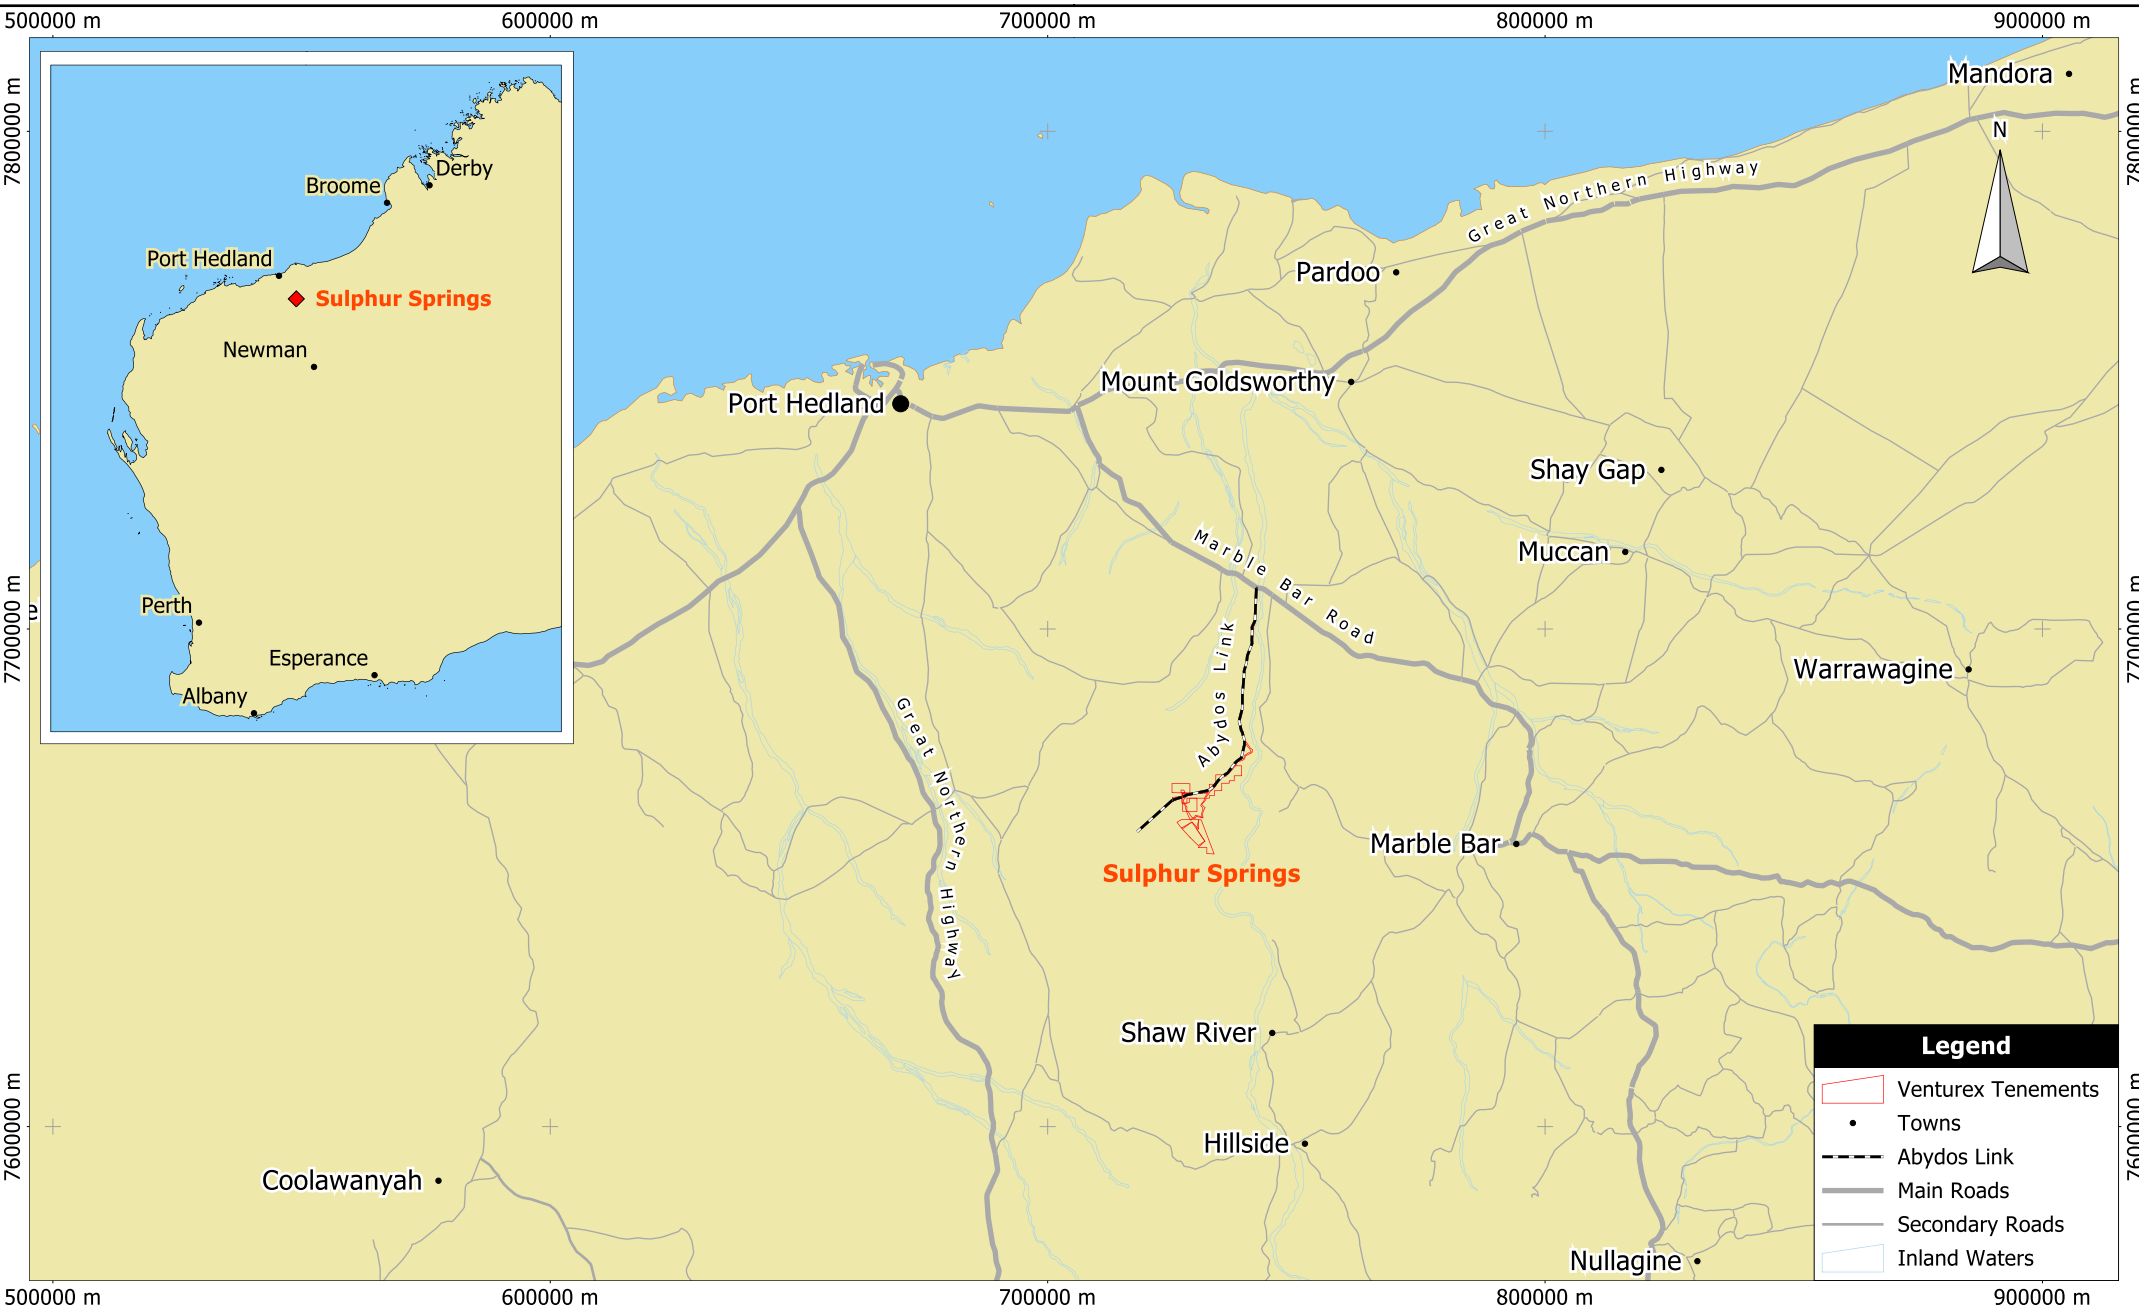 500000 m
600000 m
700000 m
800000 m
900000 m
7800000 m
7800000 m
Mandora
N
Derby
Broome
Port Hedland
Sulphur Springs
Newman
Perth
Esperance
Albany
Great Northern Highway
Pardoo
Mount Goldsworthy
Port Hedland
Shay Gap
Muccan
Marble Bar Road
7700000 m
7700000 m
e
Abydos Link
Warrawagine
Great Northern Highway
Marble Bar
Sulphur Springs
Shaw River
Hillside
Coolawanyah
Nullagine
7600000 m
7600000 m
Legend
Venturex Tenements
Towns
Abydos Link
Main Roads
Secondary Roads
Inland Waters
500000 m
600000 m
700000 m
800000 m
900000 m